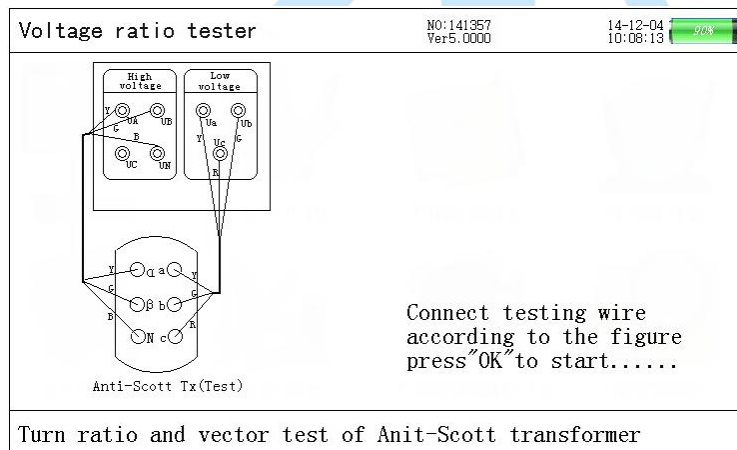 Voltage ratio tester
NO:141357
Ver5.0000
14-12-04
10:08:13
90%
High voltage
Low voltage
Y UA UB
G
B
UC UN
Ua Ub
Y Uc G
R
Y α a Y
G β b G
B N c R
Anti-Scott Tx(Test)
Connect testing wire
according to the figure
press"OK"to start......
Turn ratio and vector test of Anit-Scott transformer